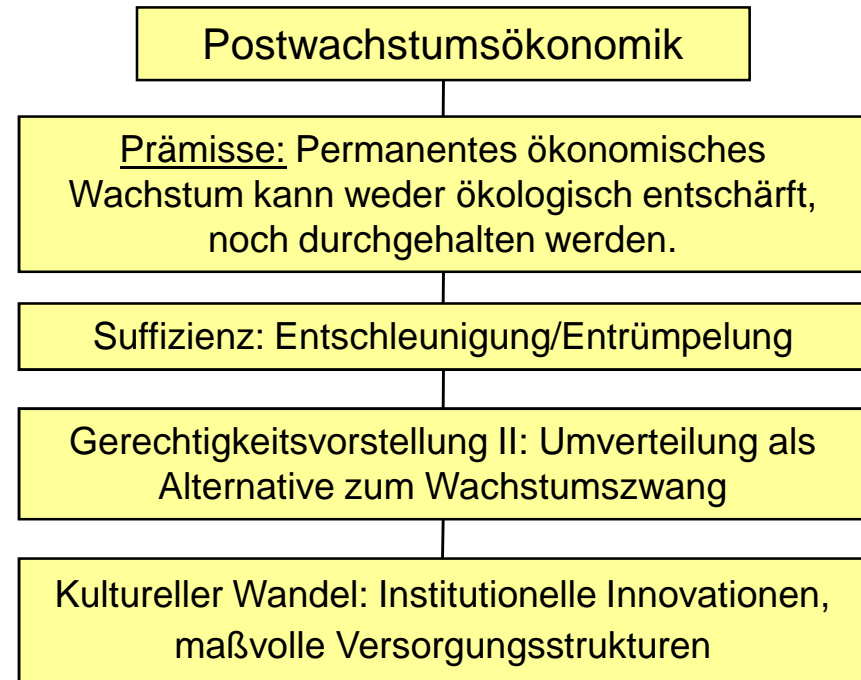 Postwachstumsökonomik
Prämisse: Permanentes ökonomisches
Wachstum kann weder ökologisch entschärft,
noch durchgehalten werden.
Suffizienz: Entschleunigung/Entrümpelung
Gerechtigkeitsvorstellung II: Umverteilung als
Alternative zum Wachstumszwang
Kultureller Wandel: Institutionelle Innovationen,
maßvolle Versorgungsstrukturen